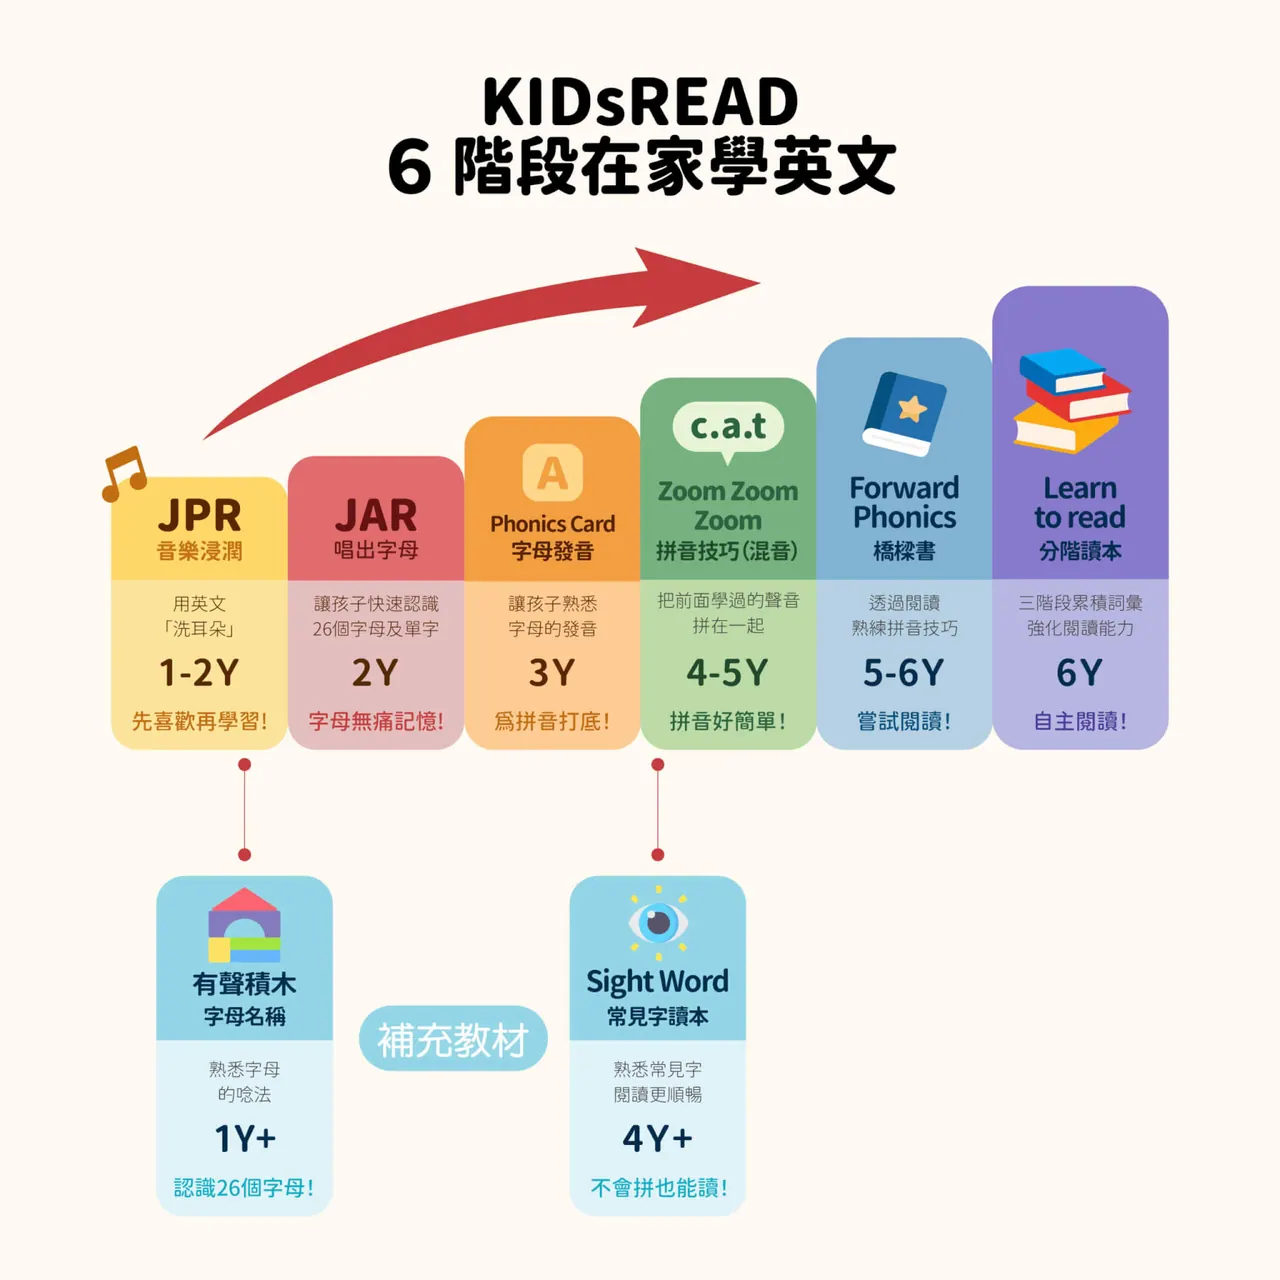 KIDsREAD
6 階段在家學英文
JPR
音樂浸潤
用英文
「洗耳朵」
1-2Y
先喜歡再學習!
JAR
唱出字母
讓孩子快速認識
26個字母及單字
2Y
字母無痛記憶!
A
Phonics Card
字母發音
讓孩子熟悉
字母的發音
3Y
爲拼音打底!
c.a.t
Zoom Zoom
Zoom
拼音技巧(混音)
把前面學過的聲音
拼在一起
4-5Y
拼音好簡單!
Forward
Phonics
橋樑書
透過閱讀
熟練拼音技巧
5-6Y
嘗試閱讀!
Learn
to read
分階讀本
三階段累積詞彙
強化閱讀能力
6Y
自主閱讀!
有聲積木
字母名稱
熟悉字母
的唸法
1Y+
認識26個字母!
補充教材
Sight Word
常見字讀本
熟悉常見字
閱讀更順暢
4Y+
不會拼也能讀!